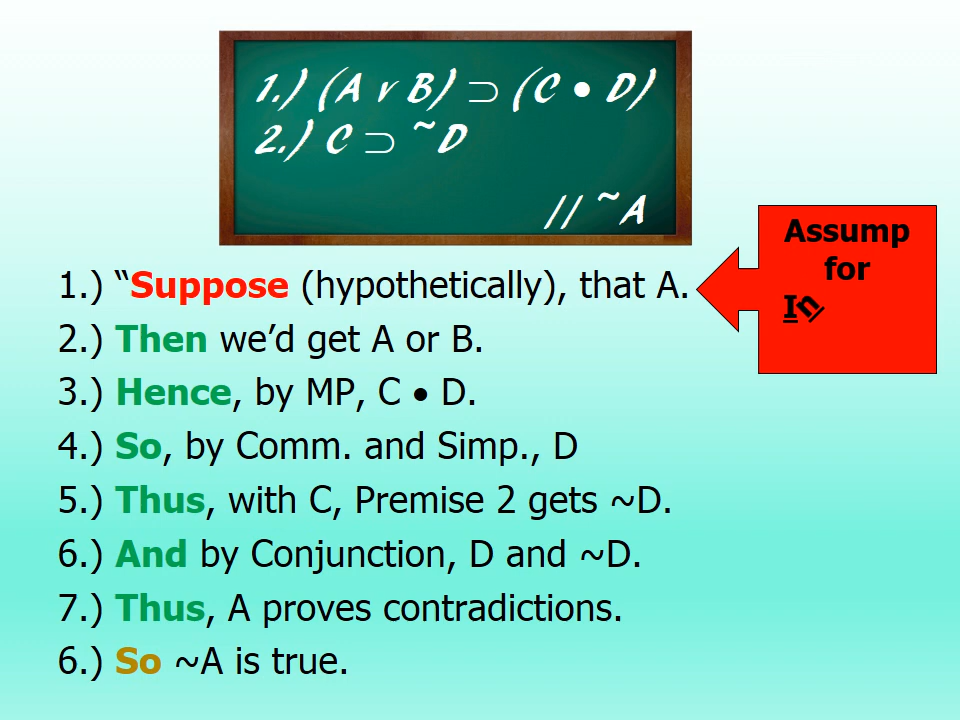 1.) (A v B) ⊃ (C • D)
2.) C ⊃ ~D
// ~A
Assump
for
In
1.) “Suppose (hypothetically), that A.
2.) Then we’d get A or B.
3.) Hence, by MP, C • D.
4.) So, by Comm. and Simp., D
5.) Thus, with C, Premise 2 gets ~D.
6.) And by Conjunction, D and ~D.
7.) Thus, A proves contradictions.
6.) So ~A is true.